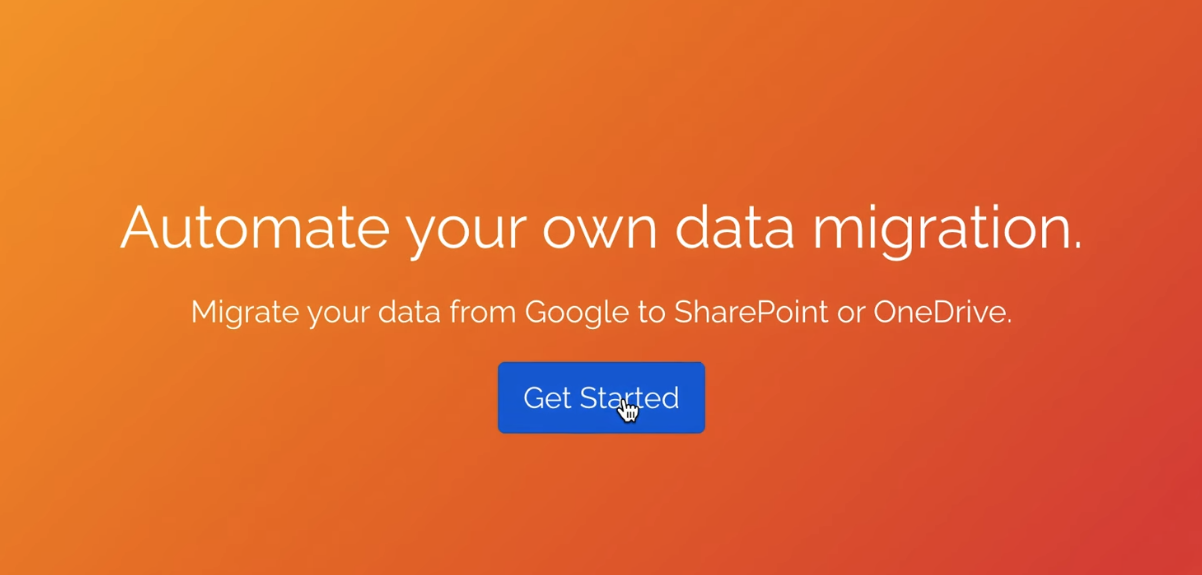 Automate your own data migration.
Migrate your data from Google to SharePoint or OneDrive.
Get Started